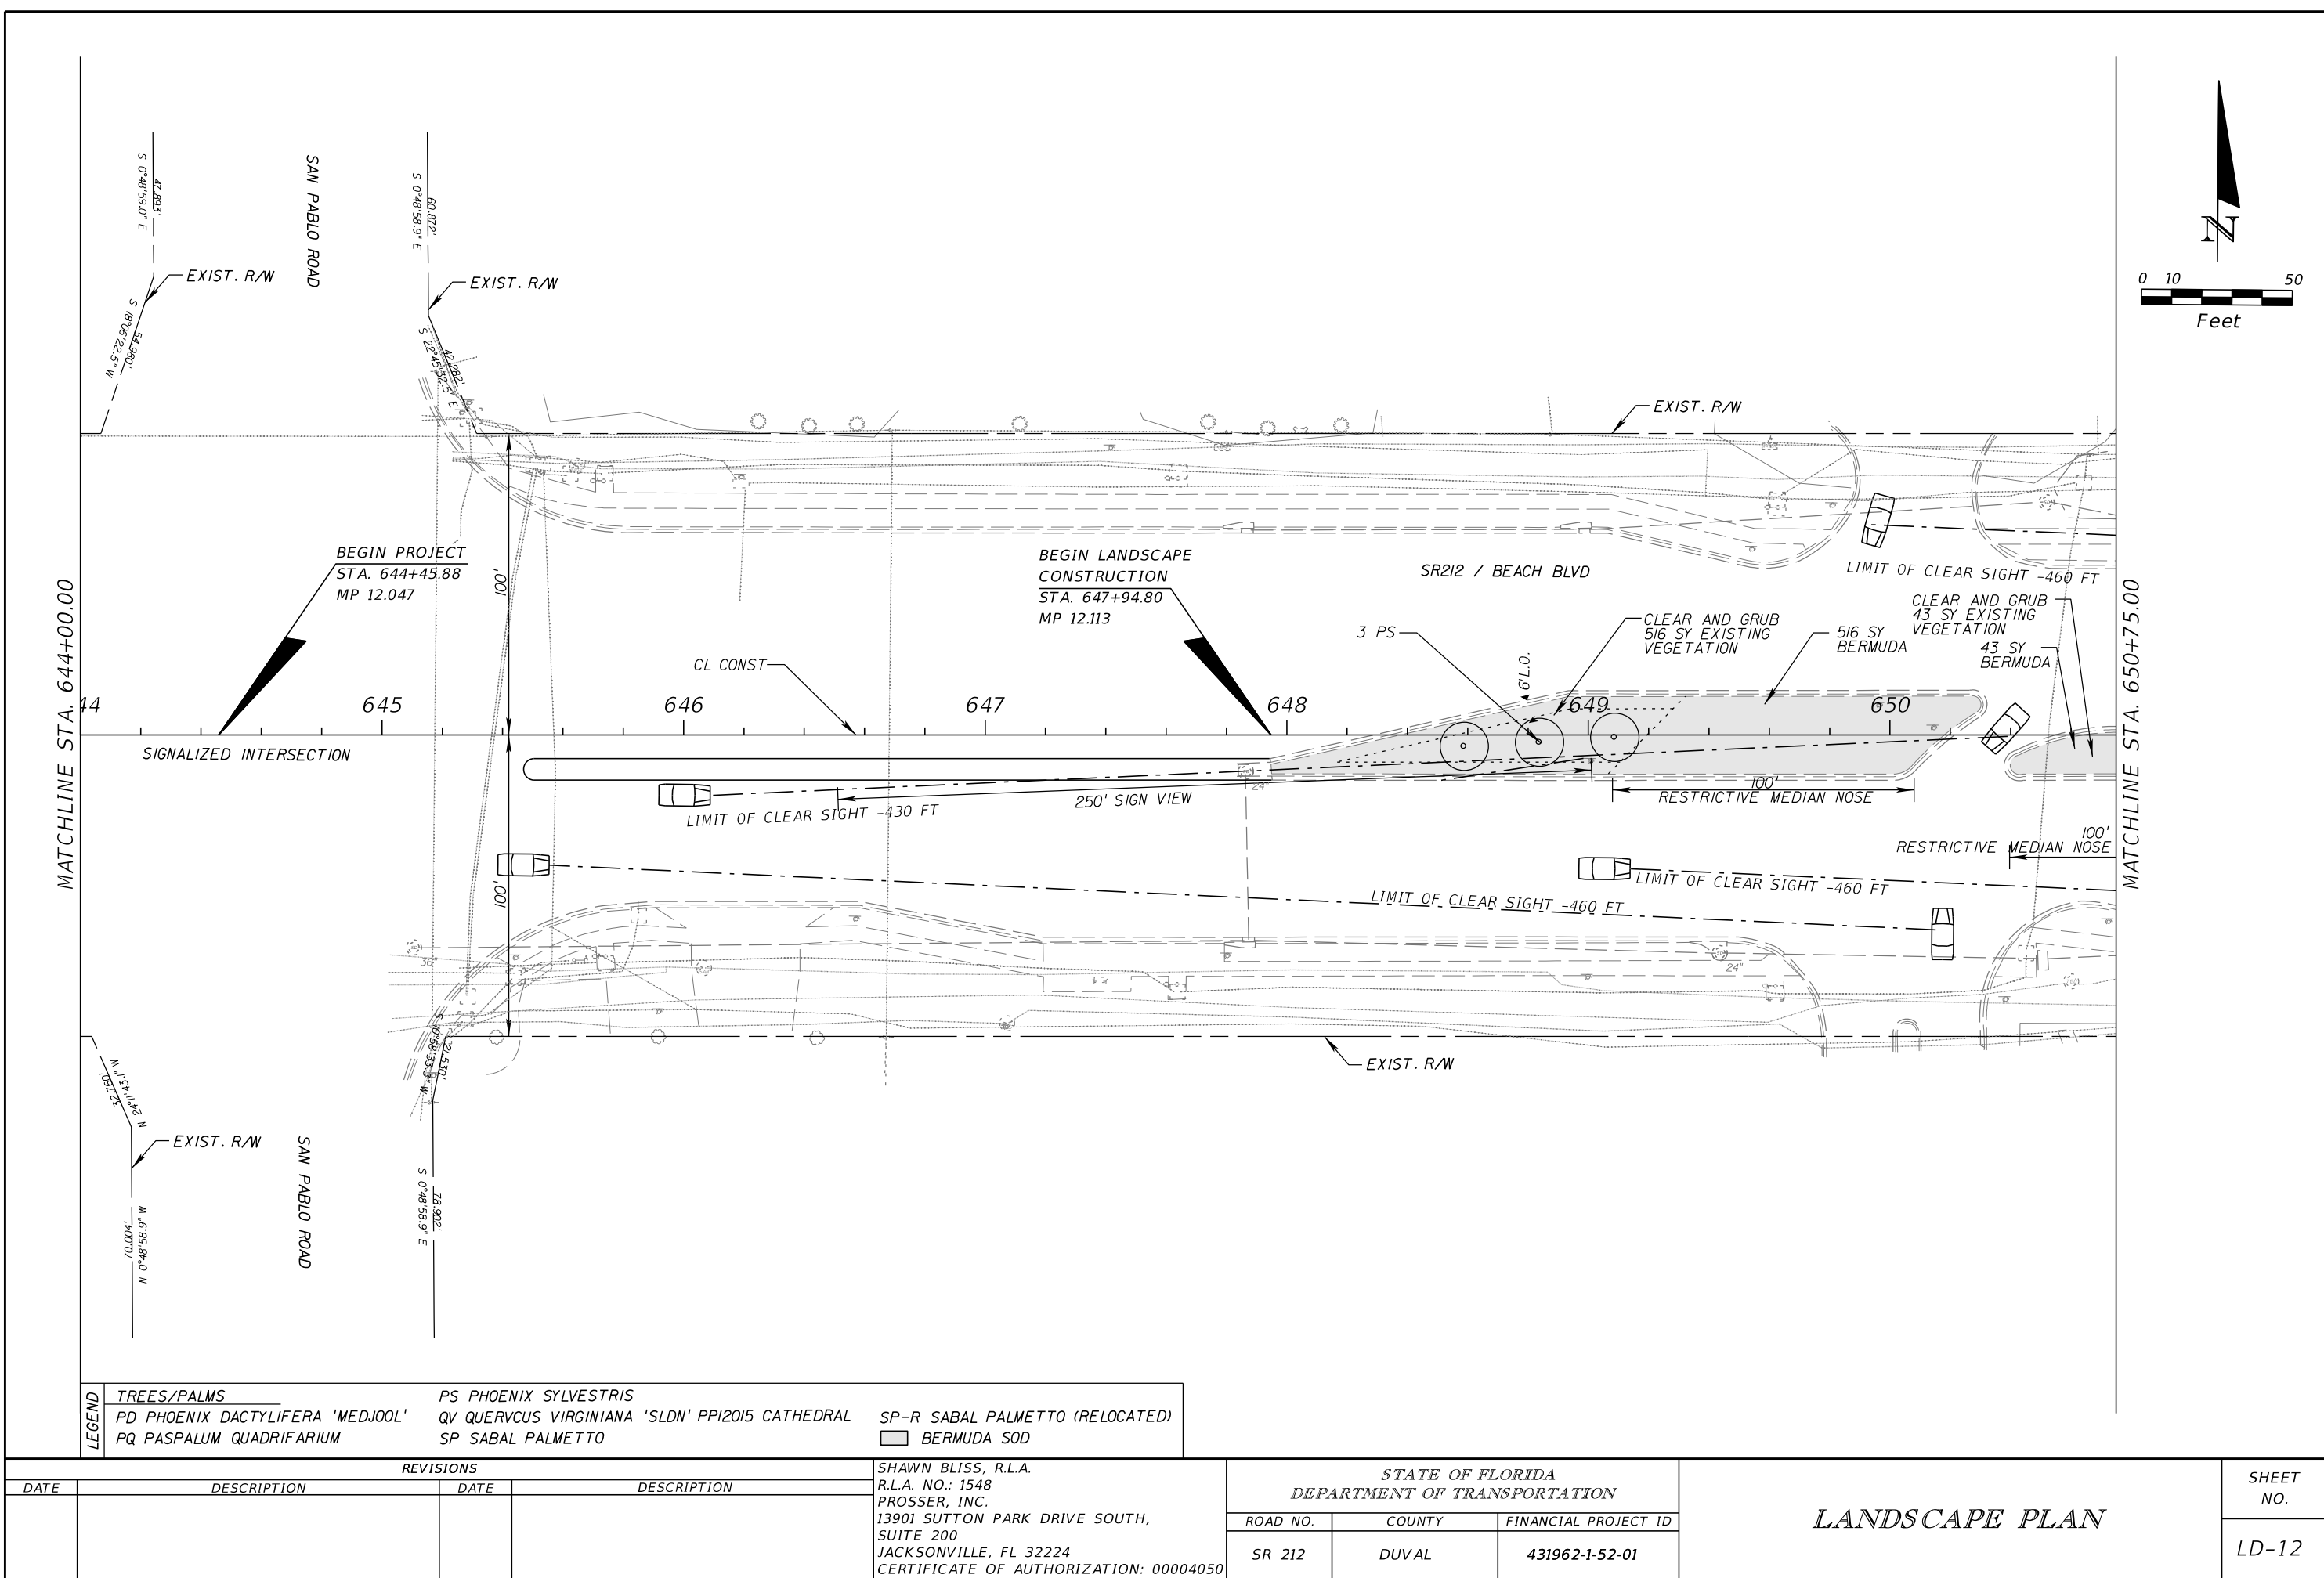 S 0°48'59.0" E
47.893'
SAN PABLO ROAD
S 0°48'58.9" E
60.872'
EXIST. R/W
EXIST. R/W
S 18°06'22.5" W
54.980'
S 22°45'32.5" E
42.282'
N
0 10 50
Feet
EXIST. R/W
BEGIN PROJECT
STA. 644+45.88
MP 12.047
100'
BEGIN LANDSCAPE
CONSTRUCTION
STA. 647+94.80
MP 12.113
SR212 / BEACH BLVD
LIMIT OF CLEAR SIGHT -460 FT
CLEAR AND GRUB
43 SY EXISTING
VEGETATION
43 SY
BERMUDA
CLEAR AND GRUB
516 SY EXISTING
VEGETATION
516 SY
BERMUDA
3 PS
6' L.O.
CL CONST
MATCHLINE STA. 644+00.00
MATCHLINE STA. 650+75.00
44 645 646 647 648 649 650
SIGNALIZED INTERSECTION
24"
250' SIGN VIEW
LIMIT OF CLEAR SIGHT -430 FT
100'
RESTRICTIVE MEDIAN NOSE
100'
RESTRICTIVE MEDIAN NOSE
100'
LIMIT OF CLEAR SIGHT -460 FT
LIMIT OF CLEAR SIGHT -460 FT
36"
24"
21.530'
EXIST. R/W
N 24°11'43.1" W
32.760'
EXIST. R/W
SAN PABLO ROAD
S 0°48'58.9" E
78.902'
N 0°48'58.9" W
70.004'
LEGEND
TREES/PALMS
PD PHOENIX DACTYLIFERA 'MEDJOOL'
PQ PASPALUM QUADRIFARIUM
PS PHOENIX SYLVESTRIS
QV QUERVCUS VIRGINIANA 'SLDN' PP12015 CATHEDRAL
SP SABAL PALMETTO
SP-R SABAL PALMETTO (RELOCATED)
BERMUDA SOD
REVISIONS
DATE DESCRIPTION DATE DESCRIPTION
SHAWN BLISS, R.L.A.
R.L.A. NO.: 1548
PROSSER, INC.
13901 SUTTON PARK DRIVE SOUTH,
SUITE 200
JACKSONVILLE, FL 32224
CERTIFICATE OF AUTHORIZATION: 00004050
STATE OF FLORIDA
DEPARTMENT OF TRANSPORTATION
ROAD NO. COUNTY FINANCIAL PROJECT ID
SR 212 DUVAL 431962-1-52-01
LANDSCAPE PLAN
SHEET
NO.
LD-12